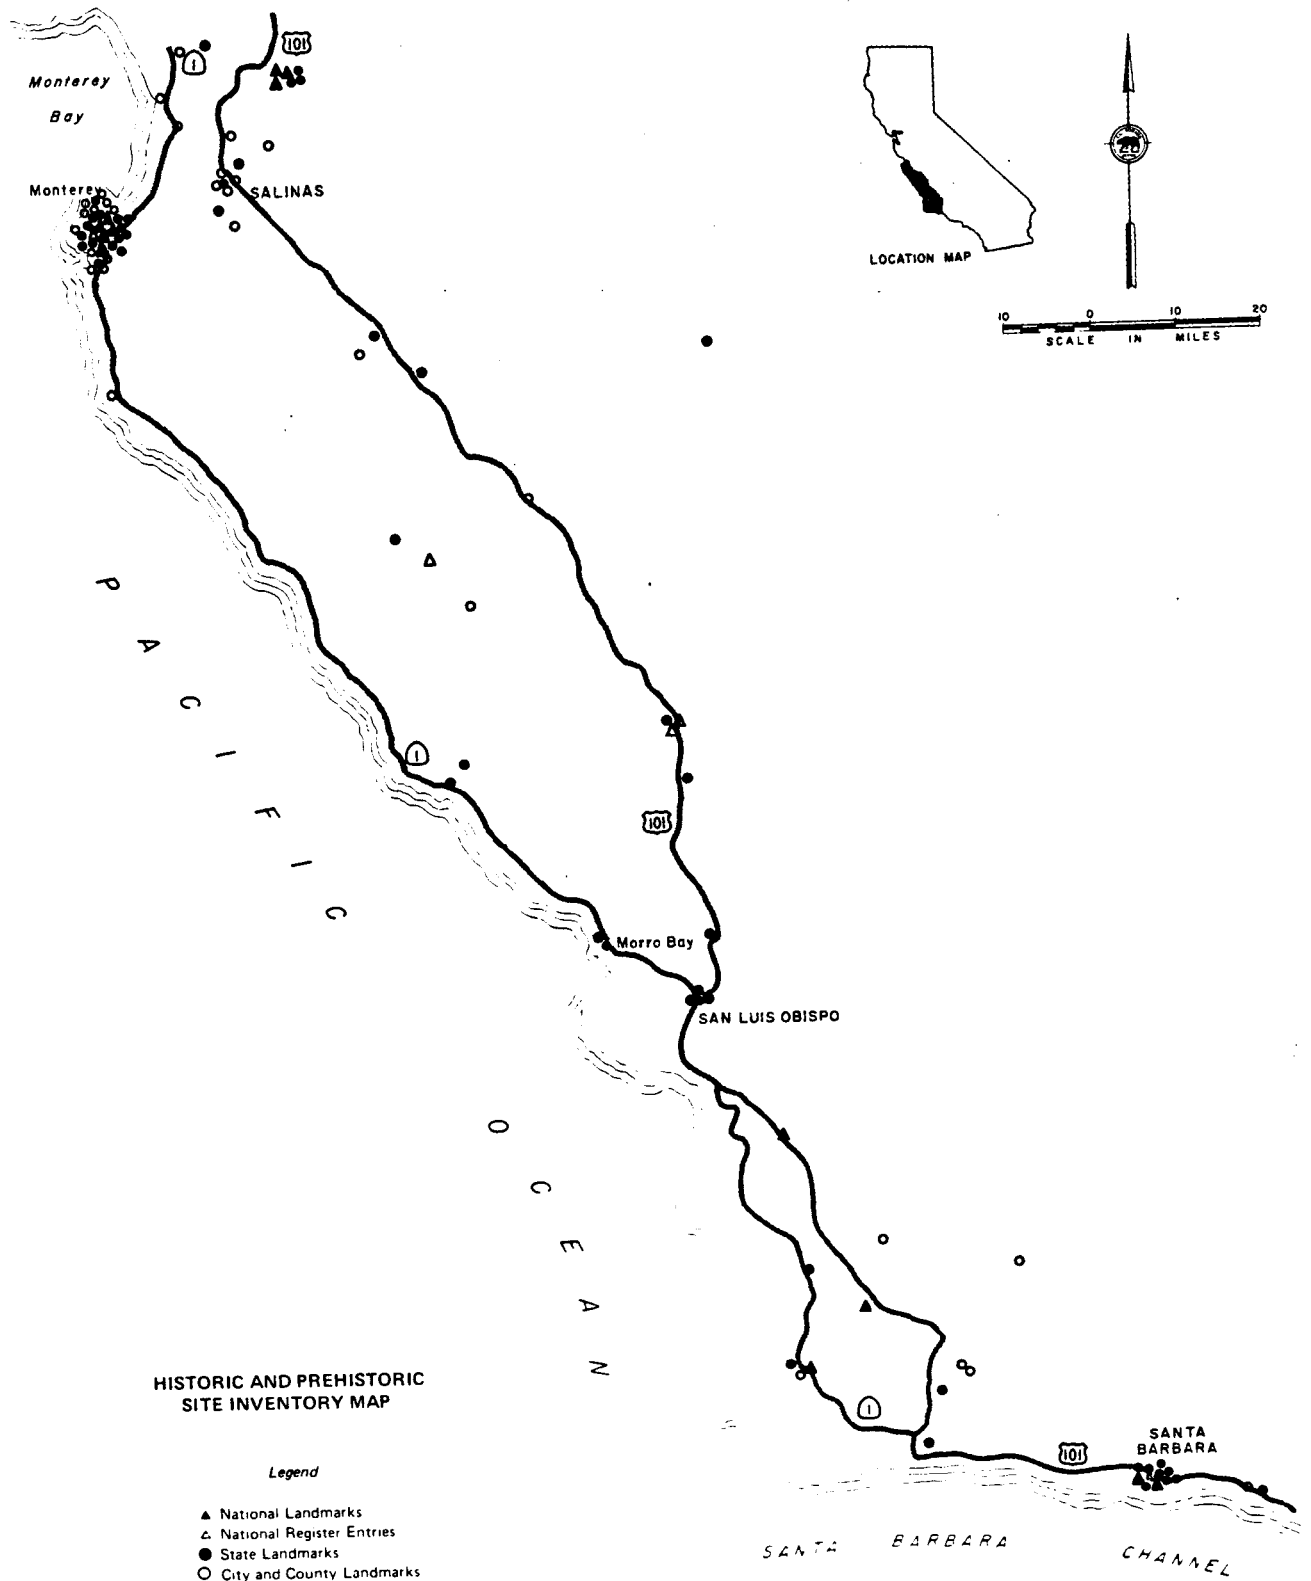 Monterey
Bay
1
101
Monterey
SALINAS
LOCATION MAP
10 0 10 20
SCALE IN MILES
PACIFIC
OCEAN
1
101
Morro Bay
SAN LUIS OBISPO
1
101
SANTA
BARBARA
SANTA BARBARA CHANNEL
HISTORIC AND PREHISTORIC
SITE INVENTORY MAP
Legend
National Landmarks
National Register Entries
State Landmarks
City and County Landmarks